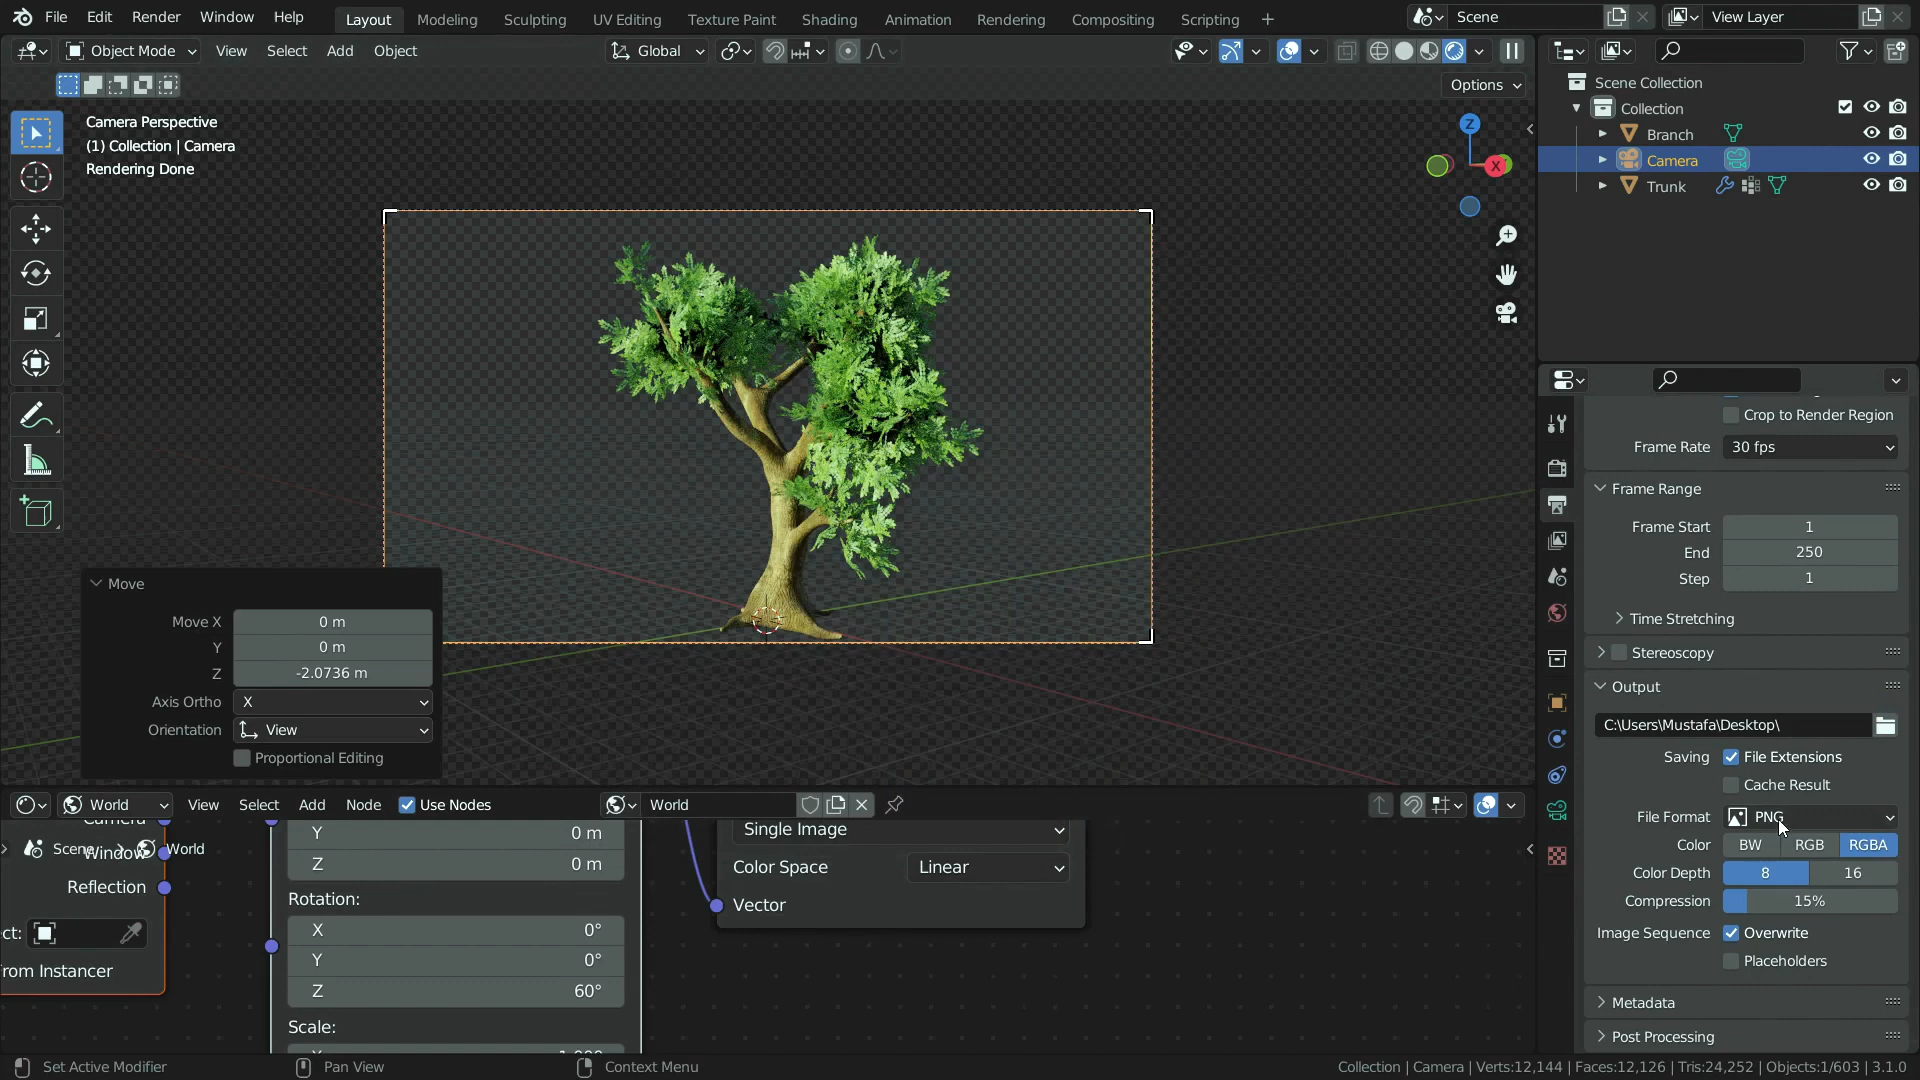 File Edit Render Window Help Layout Modeling Sculpting UV Editing Texture Paint Shading Animation Rendering Compositing Scripting + Scene View Layer
Object Mode View Select Add Object Global
Options
Camera Perspective
(1) Collection | Camera
Rendering Done
Z
X
Scene Collection
Collection
Branch
Camera
Trunk
Crop to Render Region
Frame Rate 30 fps
Frame Range
Frame Start 1
End 250
Step 1
Time Stretching
Stereoscopy
Output
C:\Users\Mustafa\Desktop\
Saving File Extensions
Cache Result
File Format PNG
Color BW RGB RGBA
Color Depth 8 16
Compression 15%
Image Sequence Overwrite
Placeholders
Metadata
Post Processing
Move
Move X 0 m
Y 0 m
Z -2.0736 m
Axis Ortho X
Orientation View
Proportional Editing
World View Select Add Node Use Nodes World
Camera
Scene World
Window
Reflection
ect:
rom Instancer
Y 0 m
Z 0 m
Rotation:
X 0°
Y 0°
Z 60°
Scale:
Single Image
Color Space Linear
Vector
Set Active Modifier Pan View Context Menu Collection | Camera | Verts:12,144 | Faces:12,126 | Tris:24,252 | Objects:1/603 | 3.1.0